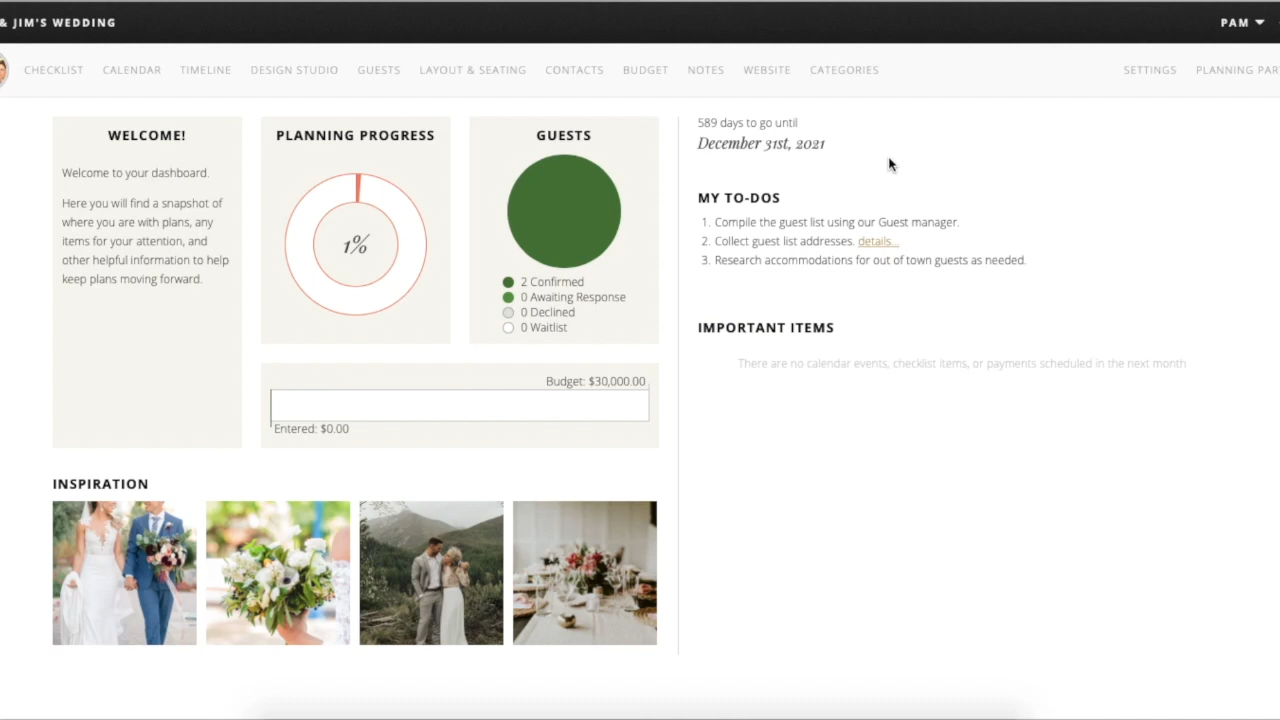 & JIM'S WEDDING
PAM
CHECKLIST CALENDAR TIMELINE DESIGN STUDIO GUESTS LAYOUT & SEATING CONTACTS BUDGET NOTES WEBSITE CATEGORIES SETTINGS PLANNING PAR
WELCOME!
Welcome to your dashboard.
Here you will find a snapshot of
where you are with plans, any
items for your attention, and
other helpful information to help
keep plans moving forward.
PLANNING PROGRESS
1%
GUESTS
2 Confirmed
0 Awaiting Response
0 Declined
0 Waitlist
Budget: $30,000.00
Entered: $0.00
INSPIRATION
589 days to go until
December 31st, 2021
MY TO-DOS
1. Compile the guest list using our Guest manager.
2. Collect guest list addresses. details...
3. Research accommodations for out of town guests as needed.
IMPORTANT ITEMS
There are no calendar events, checklist items, or payments scheduled in the next month